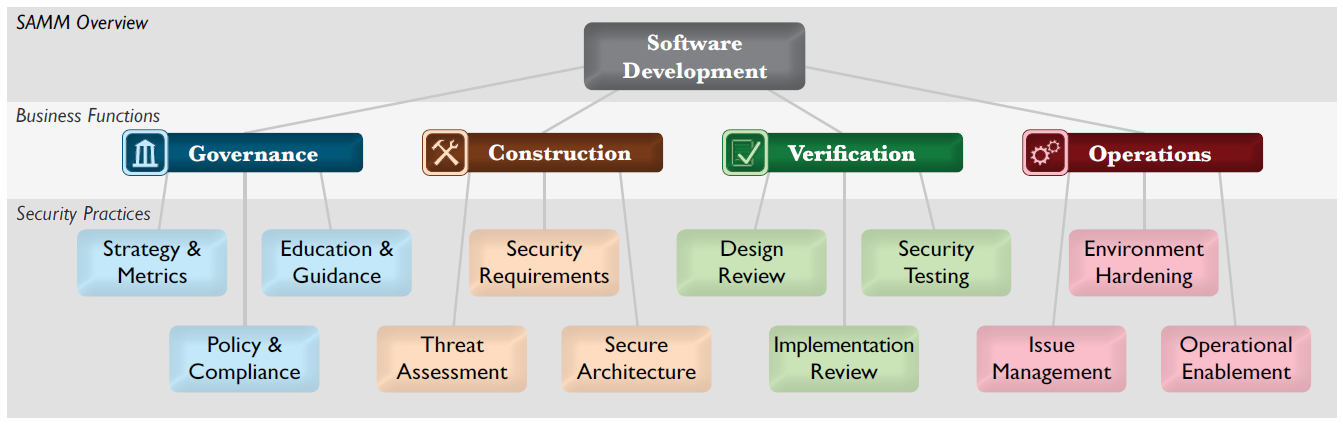 SAMM Overview
Software
Development
Business Functions
Governance
Construction
Verification
Operations
Security Practices
Strategy &
Metrics
Education &
Guidance
Security
Requirements
Design
Review
Security
Testing
Environment
Hardening
Policy &
Compliance
Threat
Assessment
Secure
Architecture
Implementation
Review
Issue
Management
Operational
Enablement